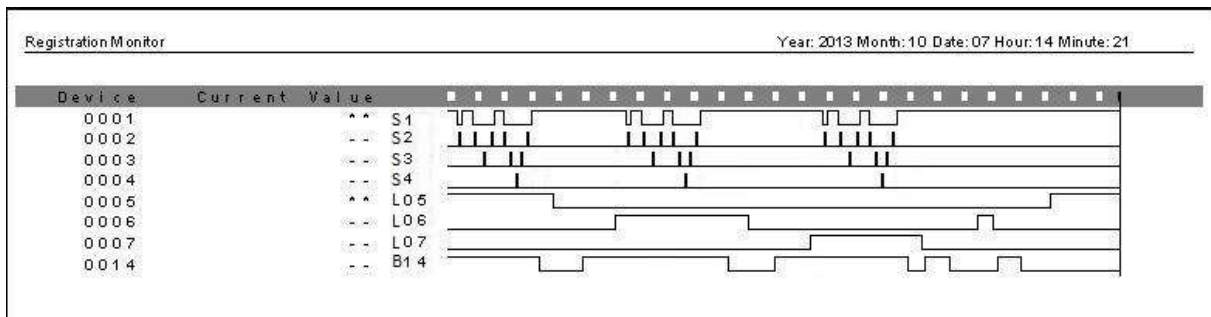 Registration Monitor Year: 2013 Month: 10 Date: 07 Hour: 14 Minute: 21
Device Current Value
0001 ^^ S1
0002 -- S2
0003 -- S3
0004 -- S4
0005 ^^ L05
0006 -- L06
0007 -- L07
0014 -- B14